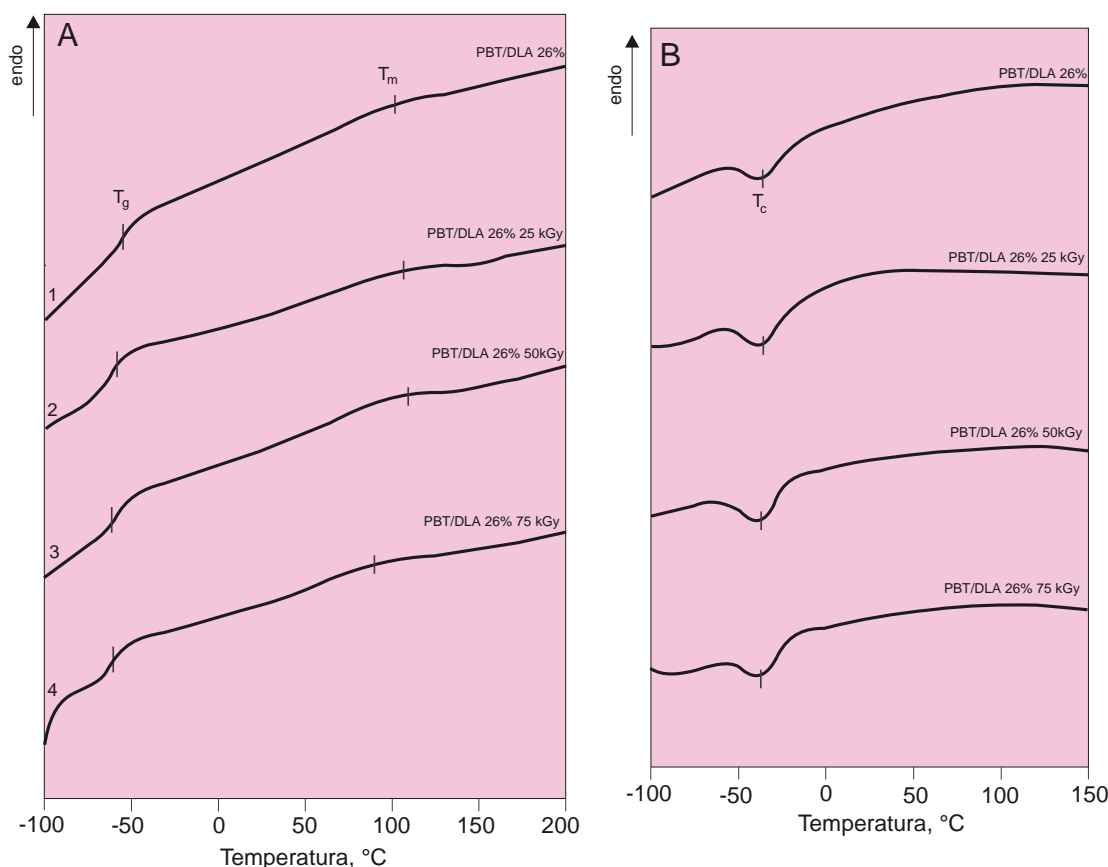 A
endo
PBT/DLA 26%
Tm
Tg
1
PBT/DLA 26% 25 kGy
2
PBT/DLA 26% 50kGy
3
PBT/DLA 26% 75 kGy
4
-100 -50 0 50 100 150 200
Temperatura, °C
B
endo
PBT/DLA 26%
Tc
PBT/DLA 26% 25 kGy
PBT/DLA 26% 50kGy
PBT/DLA 26% 75 kGy
-100 -50 0 50 100 150
Temperatura, °C